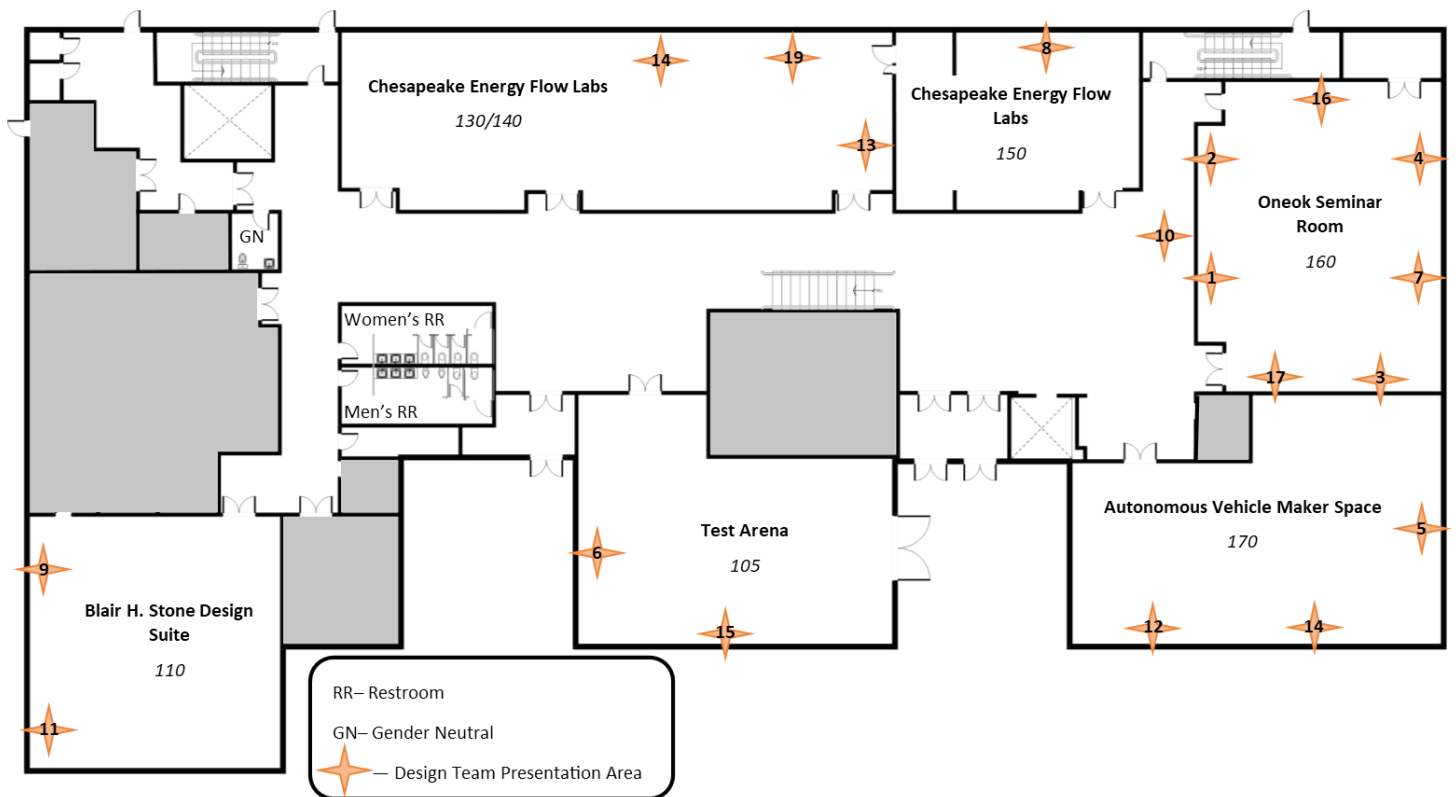 14
19
8
Chesapeake Energy Flow Labs
130/140
Chesapeake Energy Flow
Labs
150
13
16
2
4
Oneok Seminar
Room
160
10
1
7
17
3
GN
Women's RR
Men's RR
Autonomous Vehicle Maker Space
170
5
12
14
Test Arena
105
6
15
9
Blair H. Stone Design
Suite
110
11
RR– Restroom
GN– Gender Neutral
— Design Team Presentation Area